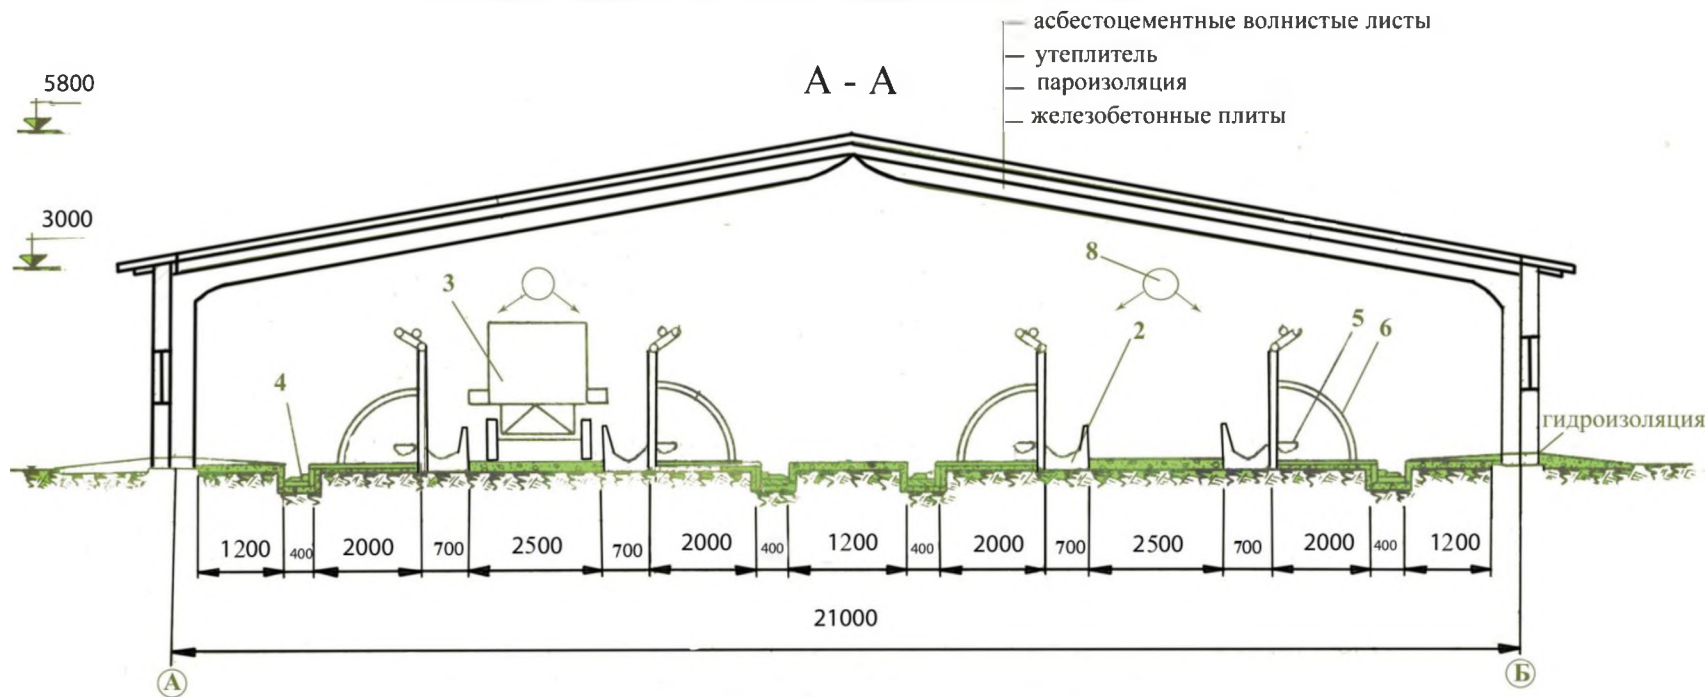 асбестоцементные волнистые листы
утеплитель
пароизоляция
железобетонные плиты
А - А
5800
3000
8
3
2
5
6
4
гидроизоляция
1200 400 2000 700 2500 700 2000 400 1200 400 2000 700 2500 700 2000 400 1200
21000
А
Б